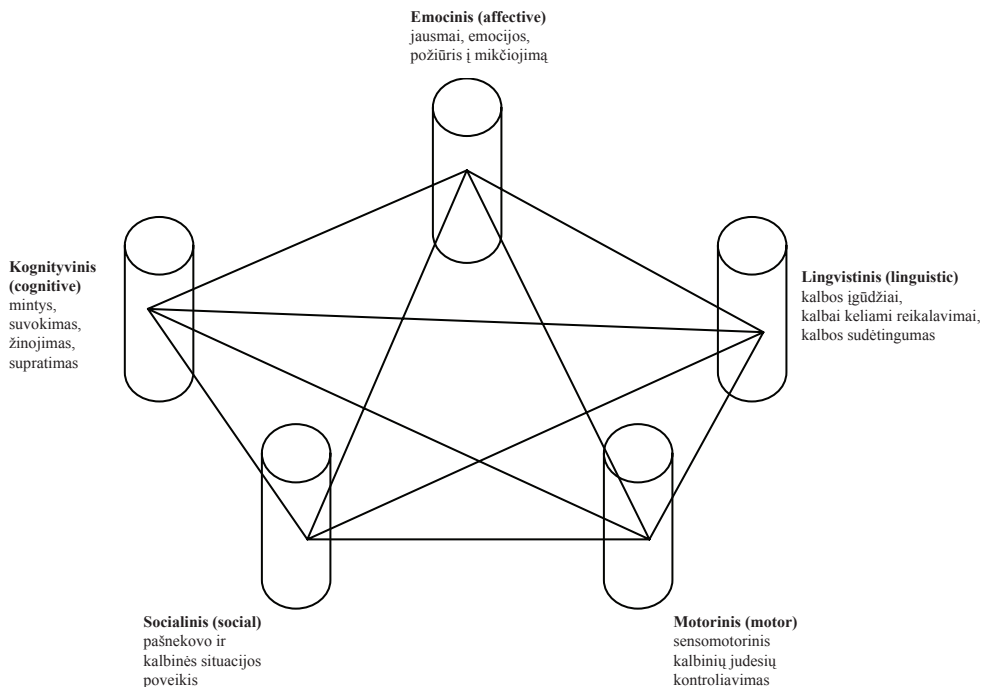 Emocinis (affective)
jausmai, emocijos,
požiūris į mikčiojimą
Kognityvinis
(cognitive)
mintys,
suvokimas,
žinojimas,
supratimas
Lingvistinis (linguistic)
kalbos įgūdžiai,
kalbai keliami reikalavimai,
kalbos sudėtingumas
Socialinis (social)
pašnekovo ir
kalbinės situacijos
poveikis
Motorinis (motor)
sensomotorinis
kalbinių judesių
kontroliavimas